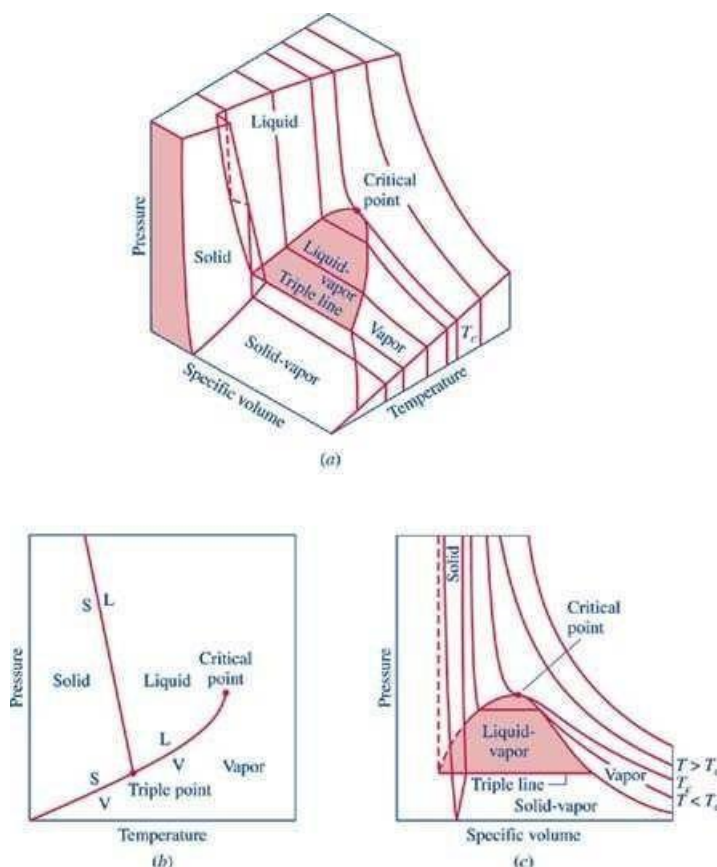 Liquid
Critical
point
Pressure
Solid
Liquid-
vapor
Triple line
Vapor
T_c
Solid-vapor
Specific volume
Temperature
(a)
S L
Solid
Liquid
Critical
point
Pressure
L
V
S
V
Triple point
Vapor
Temperature
(b)
Solid
Critical
point
Pressure
Liquid-
vapor
Triple line
Vapor
Solid-vapor
T > T_c
T < T_c
Specific volume
(c)